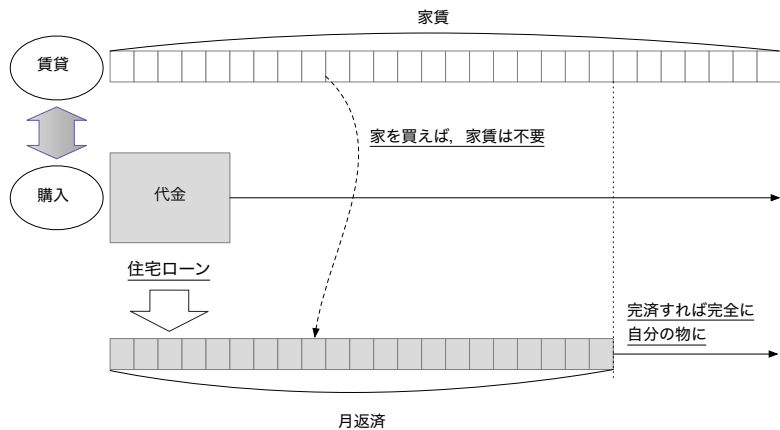 家賃
賃貸
家を買えば，家賃は不要
購入
代金
住宅ローン
完済すれば完全に
自分の物に
月返済